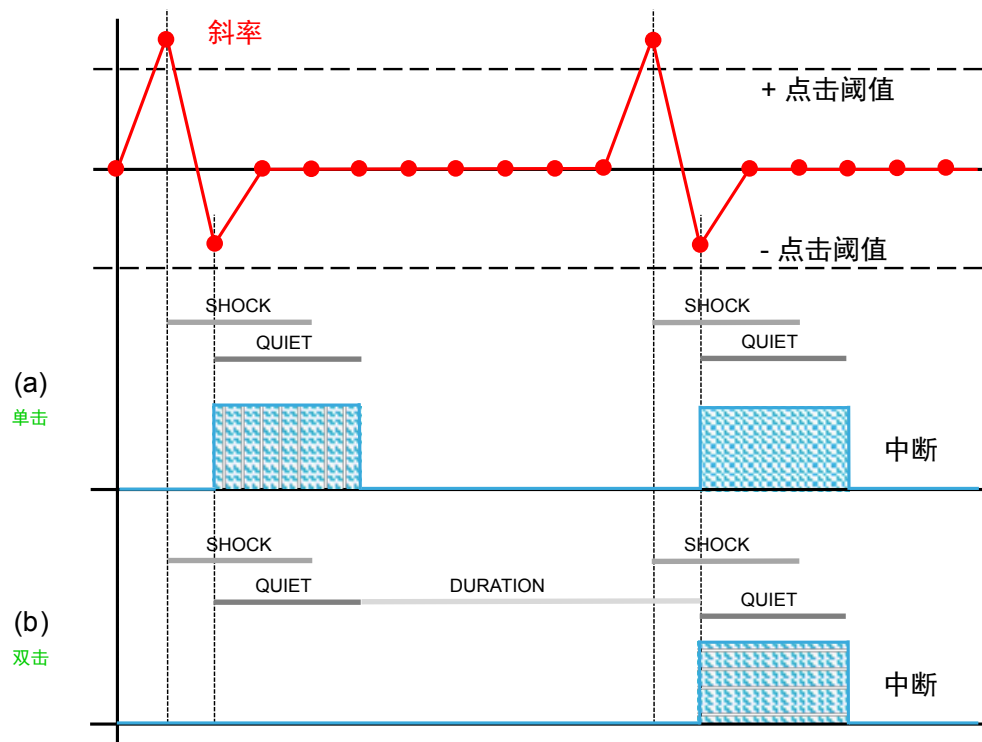 斜率
+ 点击阈值
- 点击阈值
SHOCK
SHOCK
QUIET
QUIET
(a)
单击
中断
SHOCK
SHOCK
QUIET
DURATION
QUIET
(b)
双击
中断